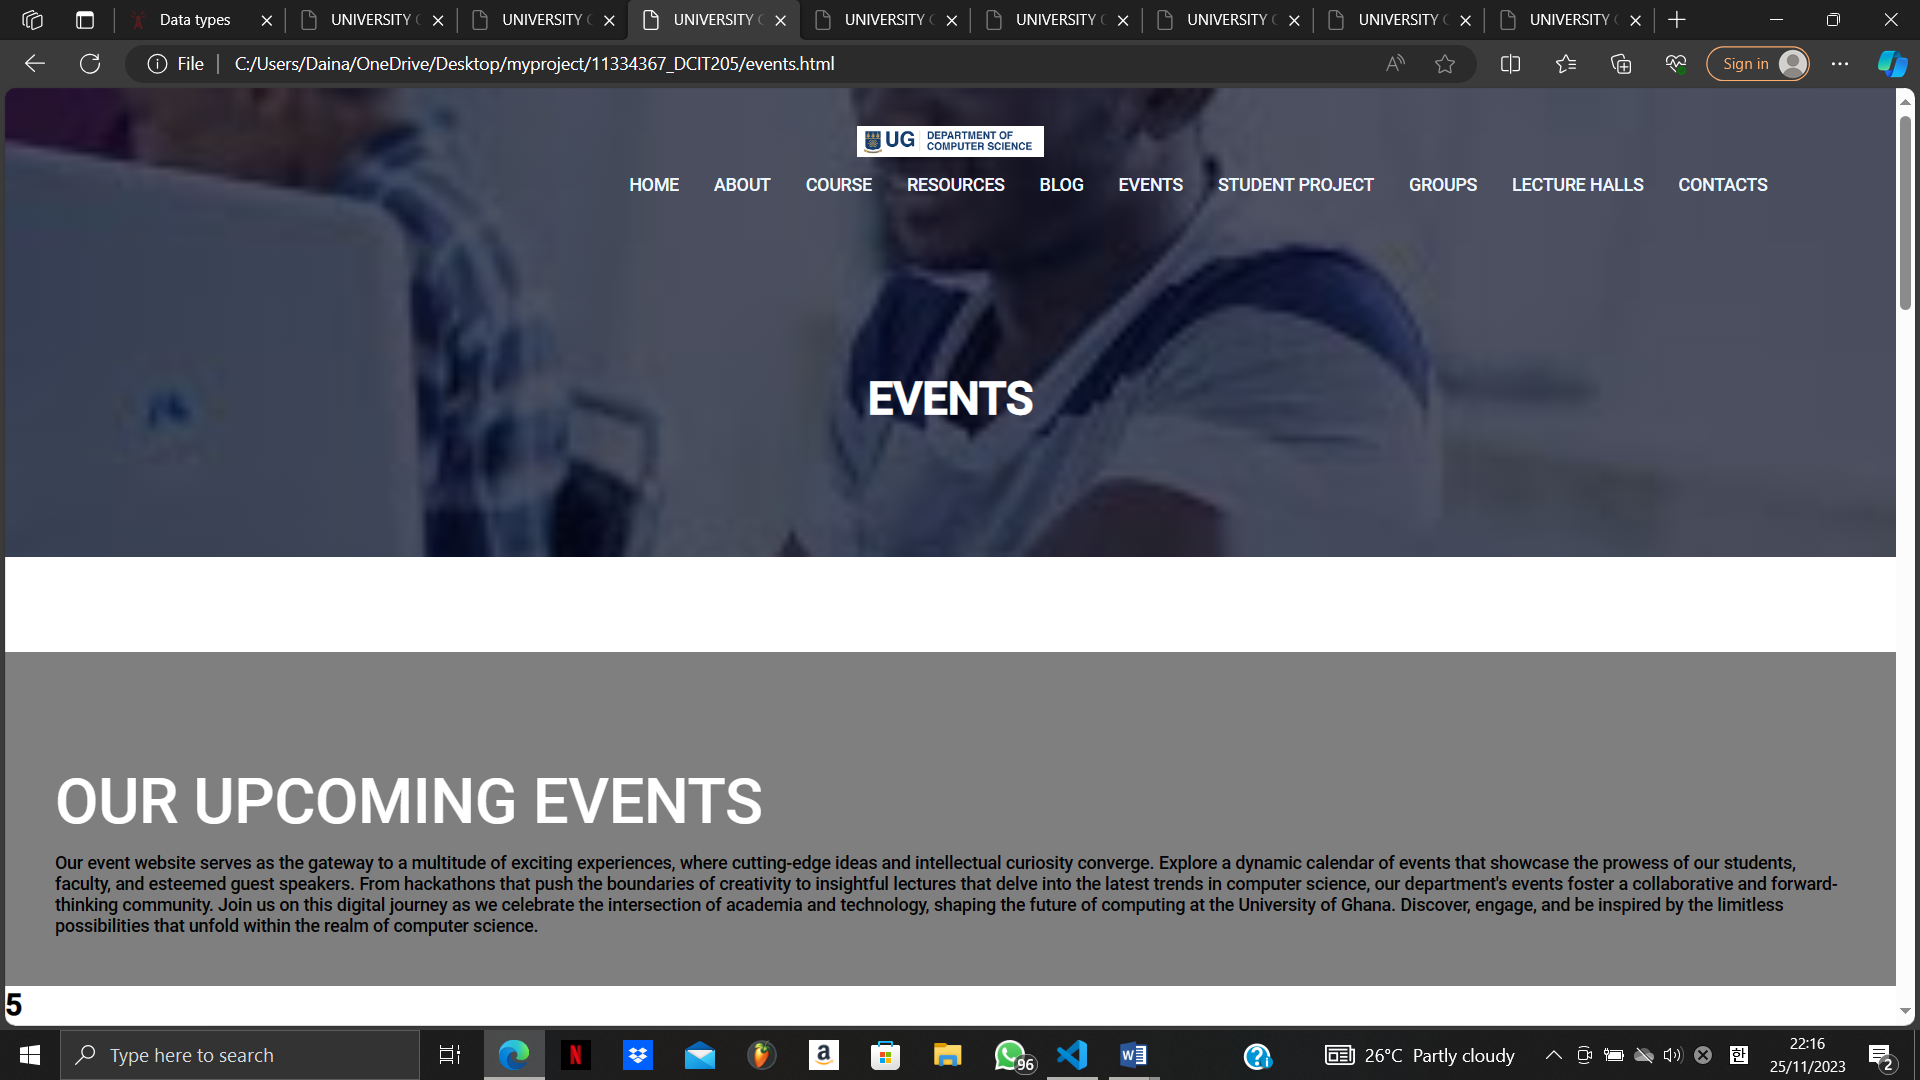 Data types
UNIVERSITY
UNIVERSITY
UNIVERSITY
UNIVERSITY
UNIVERSITY
UNIVERSITY
UNIVERSITY
UNIVERSITY
File
C:/Users/Daina/OneDrive/Desktop/myproject/11334367_DCIT205/events.html
Sign in
UG DEPARTMENT OF
COMPUTER SCIENCE
HOME ABOUT COURSE RESOURCES BLOG EVENTS STUDENT PROJECT GROUPS LECTURE HALLS CONTACTS
EVENTS
OUR UPCOMING EVENTS
Our event website serves as the gateway to a multitude of exciting experiences, where cutting-edge ideas and intellectual curiosity converge. Explore a dynamic calendar of events that showcase the prowess of our students,
faculty, and esteemed guest speakers. From hackathons that push the boundaries of creativity to insightful lectures that delve into the latest trends in computer science, our department's events foster a collaborative and forward-
thinking community. Join us on this digital journey as we celebrate the intersection of academia and technology, shaping the future of computing at the University of Ghana. Discover, engage, and be inspired by the limitless
possibilities that unfold within the realm of computer science.
5
Type here to search
96
26°C Partly cloudy
한
22:16
25/11/2023
2